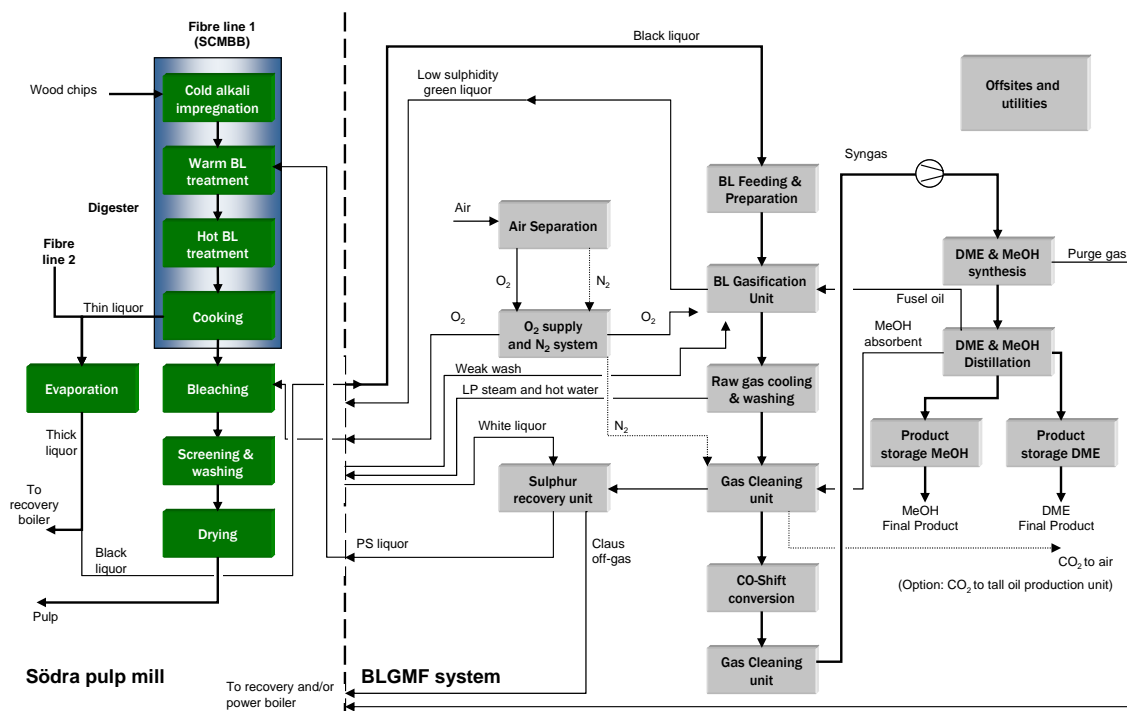 Fibre line 1
(SCMBB)
Wood chips
Cold alkali
impregnation
Warm BL
treatment
Digester
Hot BL
treatment
Fibre
line 2
Thin liquor
Cooking
Evaporation
Bleaching
Thick
liquor
Screening &
washing
To
recovery
boiler
Drying
Black
liquor
Pulp
Södra pulp mill
BLGMF system
Black liquor
Low sulphidity
green liquor
Air
Air Separation
O2
N2
O2 supply
and N2 system
O2
O2
Weak wash
LP steam and hot water
White liquor
N2
Sulphur
recovery unit
PS liquor
Claus
off-gas
To recovery and/or
power boiler
BL Feeding &
Preparation
BL Gasification
Unit
Raw gas cooling
& washing
Gas Cleaning
unit
CO-Shift
conversion
Gas Cleaning
unit
Offsites and
utilities
Syngas
DME & MeOH
synthesis
Purge gas
Fusel oil
MeOH
absorbent
DME & MeOH
Distillation
Product
storage MeOH
Product
storage DME
MeOH
Final Product
DME
Final Product
CO2 to air
(Option: CO2 to tall oil production unit)